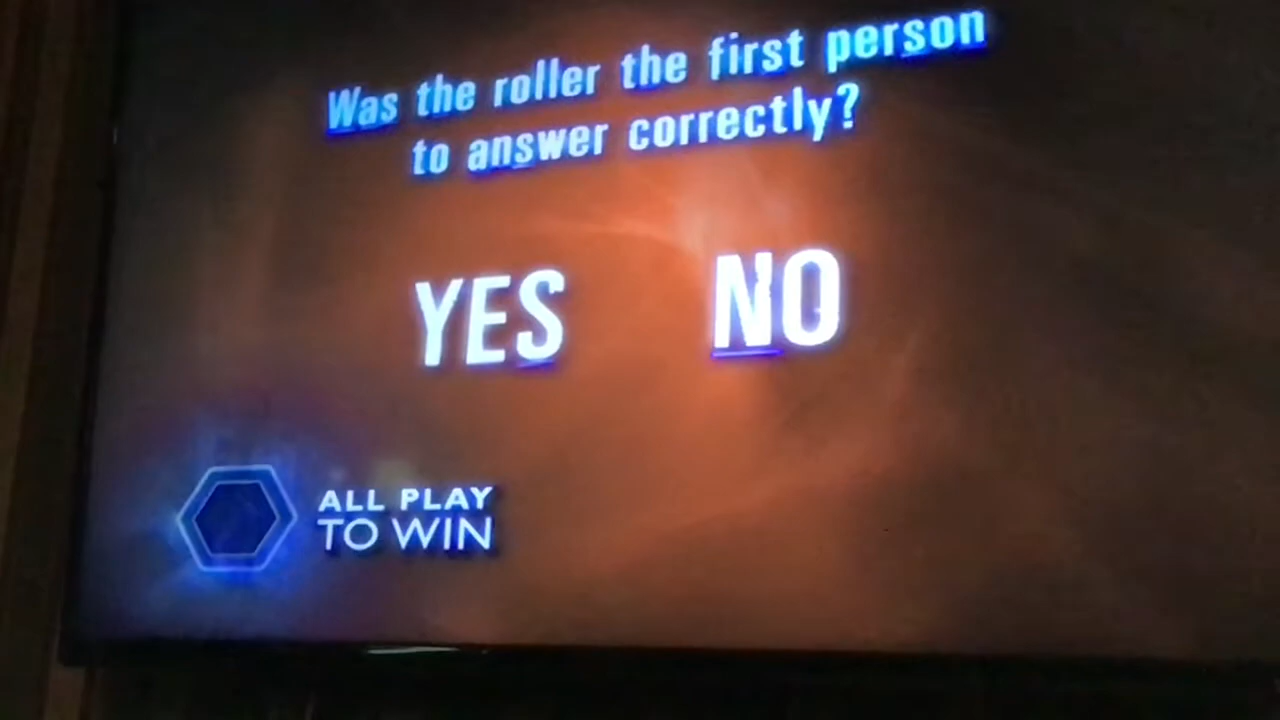 Was the roller the first person
to answer correctly?
YES NO
ALL PLAY
TO WIN